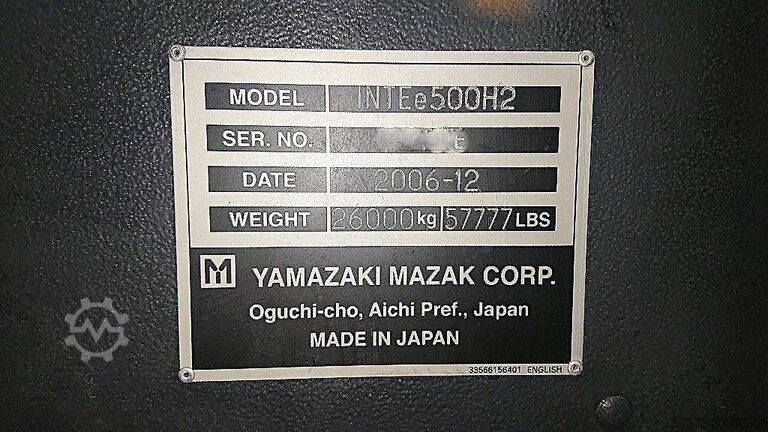 MODEL INTEe500H2
SER. NO.
DATE 2006-12
WEIGHT 26000kg 57777LBS
YAMAZAKI MAZAK CORP.
Oguchi-cho, Aichi Pref., Japan
MADE IN JAPAN
33566156401 ENGLISH